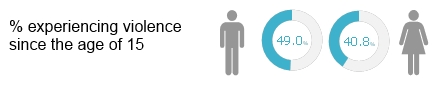 % experiencing violence
since the age of 15
49.0%
40.8%